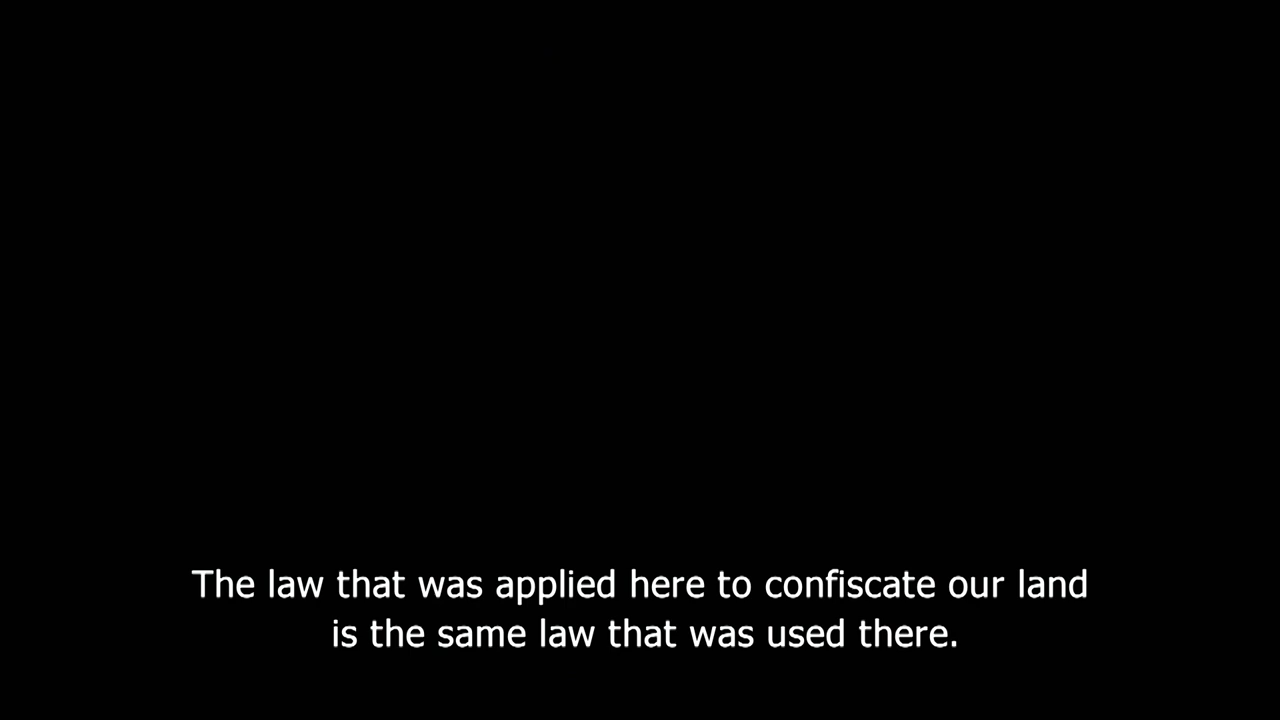 The law that was applied here to confiscate our land
is the same law that was used there.